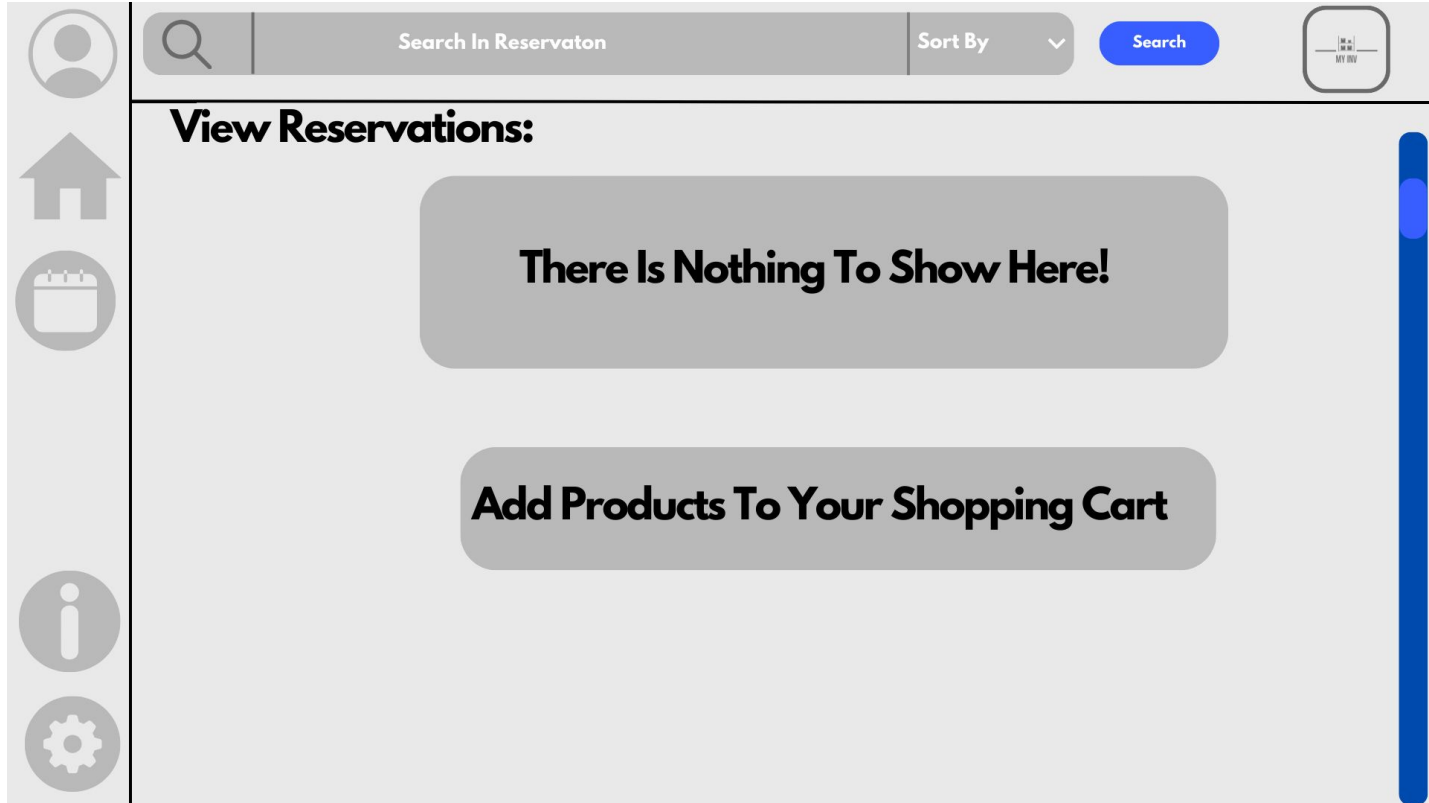 Search In Reservaton
Sort By
Search
MY INV
View Reservations:
There Is Nothing To Show Here!
Add Products To Your Shopping Cart